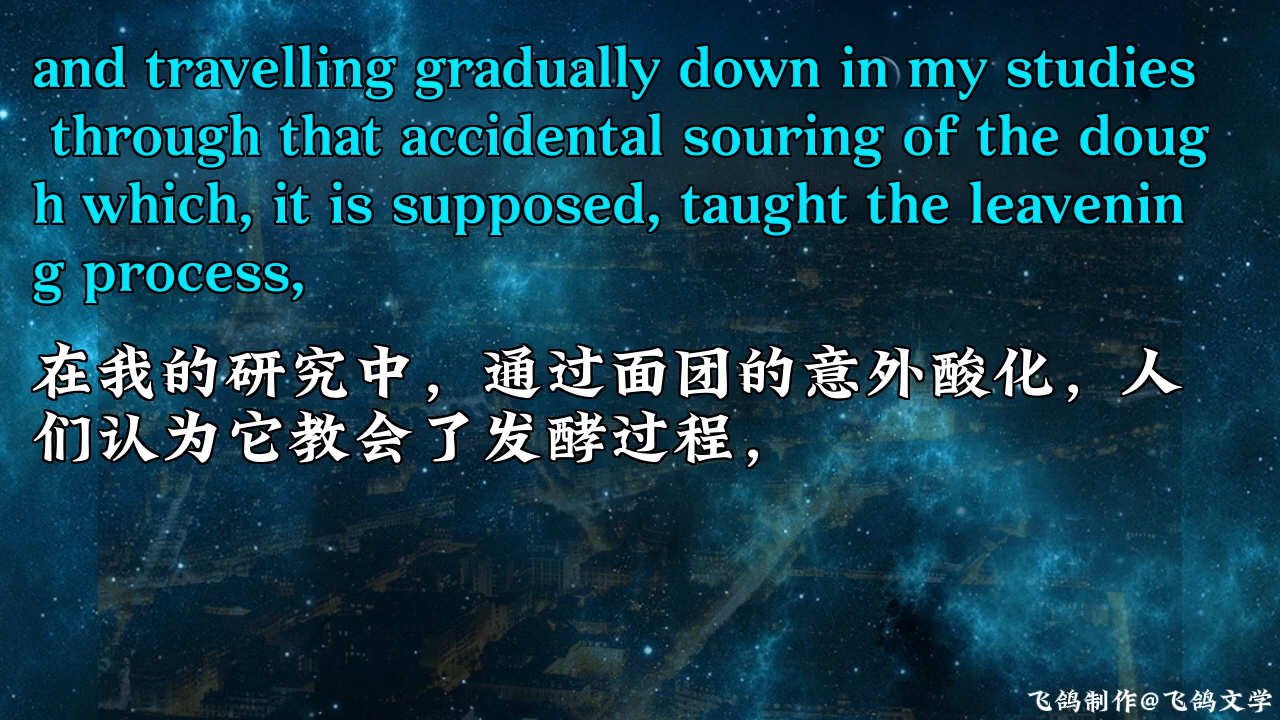 and travelling gradually down in my studies
through that accidental souring of the doug
h which, it is supposed, taught the leavenin
g process,
在我的研究中，通过面团的意外酸化，人
们认为它教会了发酵过程，
飞鸽制作@飞鸽文学